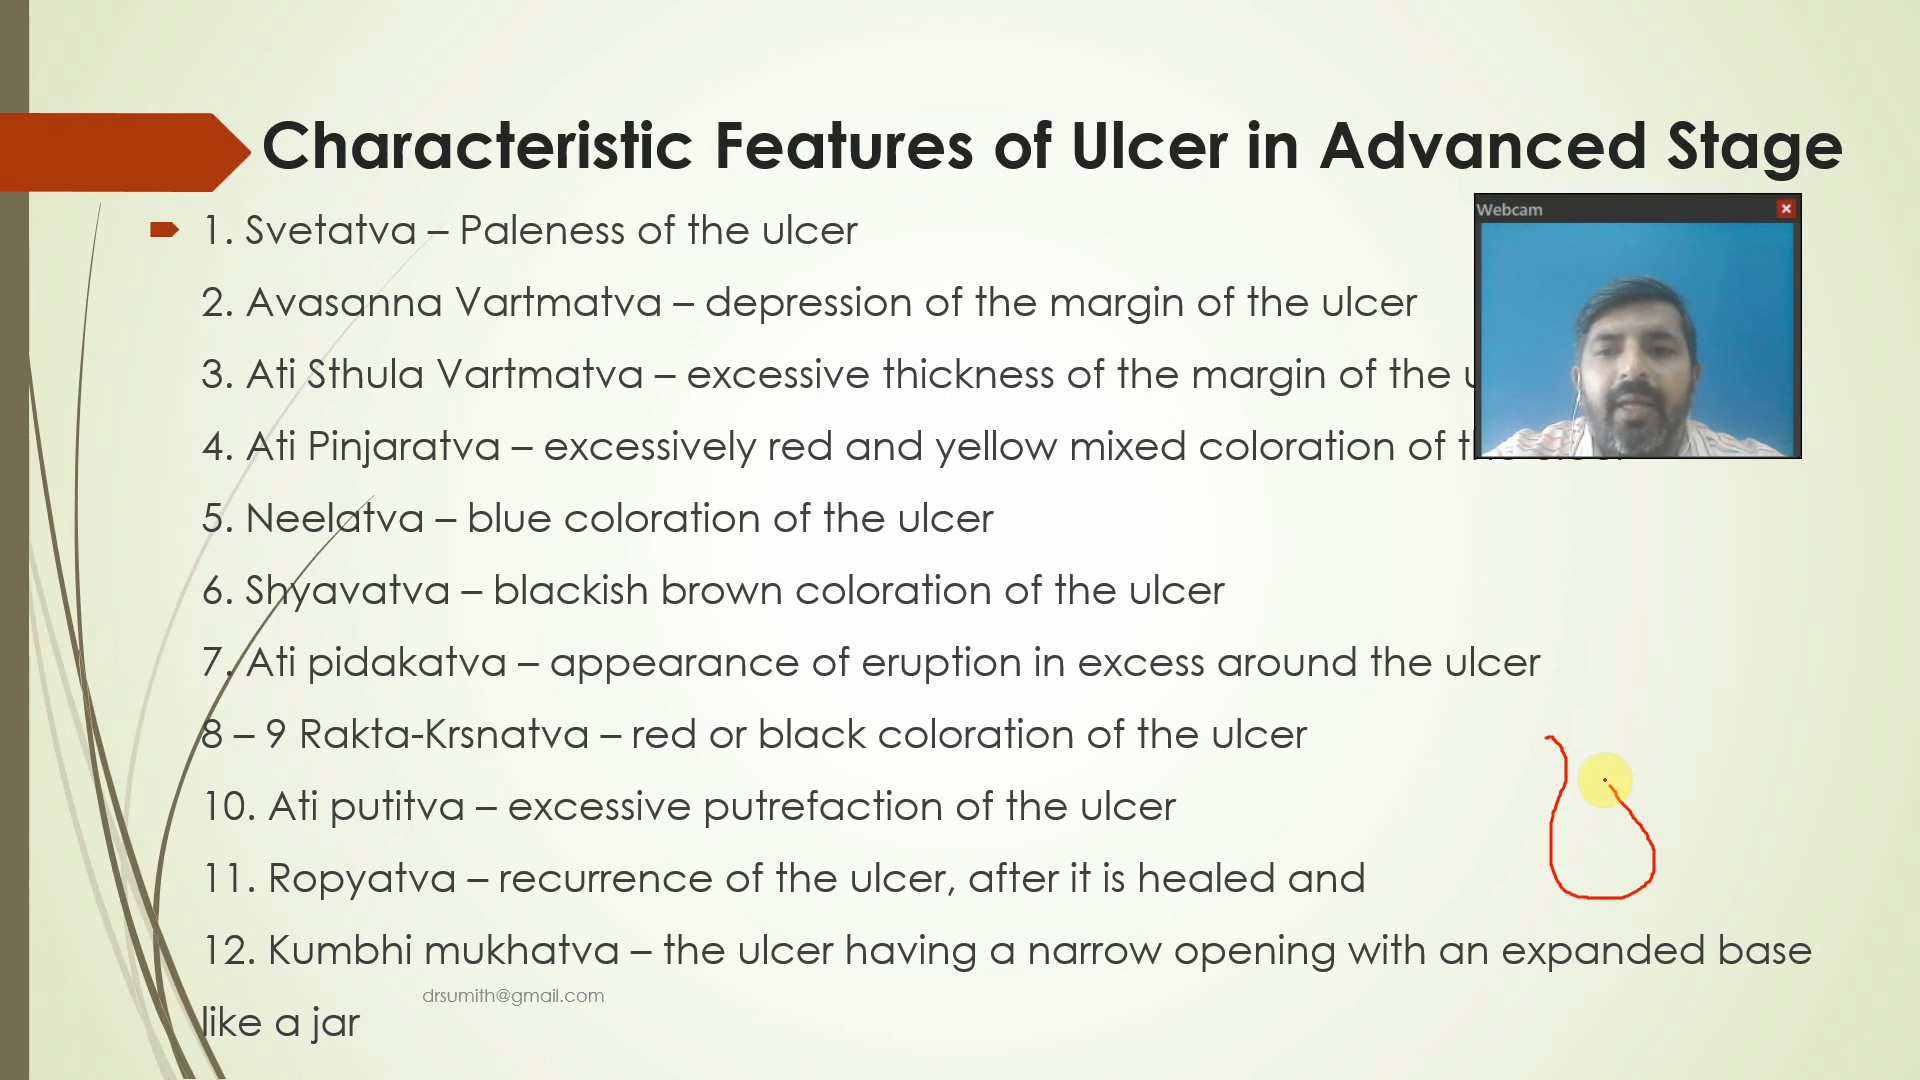 Characteristic Features of Ulcer in Advanced Stage
Webcam
1. Svetatva – Paleness of the ulcer
2. Avasanna Vartmatva – depression of the margin of the ulcer
3. Ati Sthula Vartmatva – excessive thickness of the margin of the
4. Ati Pinjaratva – excessively red and yellow mixed coloration of
5. Neelatva – blue coloration of the ulcer
6. Shyavatva – blackish brown coloration of the ulcer
7. Ati pidakatva – appearance of eruption in excess around the ulcer
8 – 9 Rakta-Krsnatva – red or black coloration of the ulcer
10. Ati putitva – excessive putrefaction of the ulcer
11. Ropyatva – recurrence of the ulcer, after it is healed and
12. Kumbhi mukhatva – the ulcer having a narrow opening with an expanded base
like a jar
drsumith@gmail.com